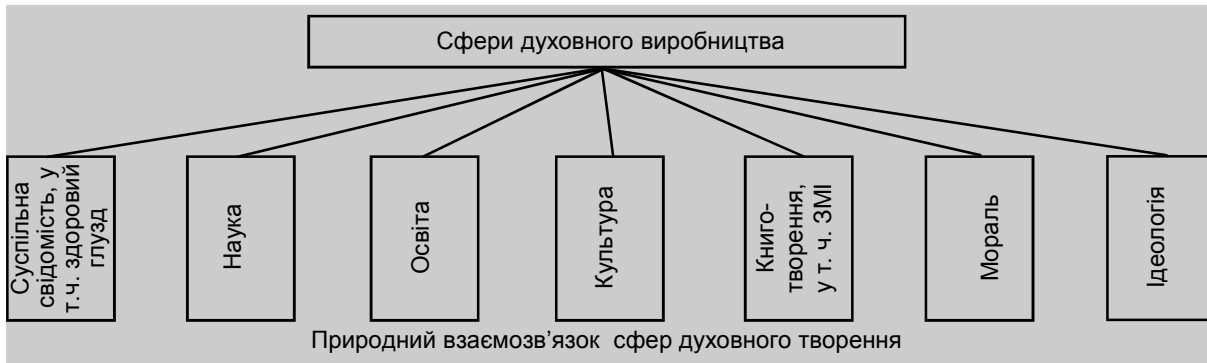 Сфери духовного виробництва
Суспільна
свідомість, у
т.ч. здоровий
глузд
Наука
Освіта
Культура
Книго-
творення,
у т. ч. ЗМІ
Мораль
Ідеологія
Природний взаємозв’язок сфер духовного творення